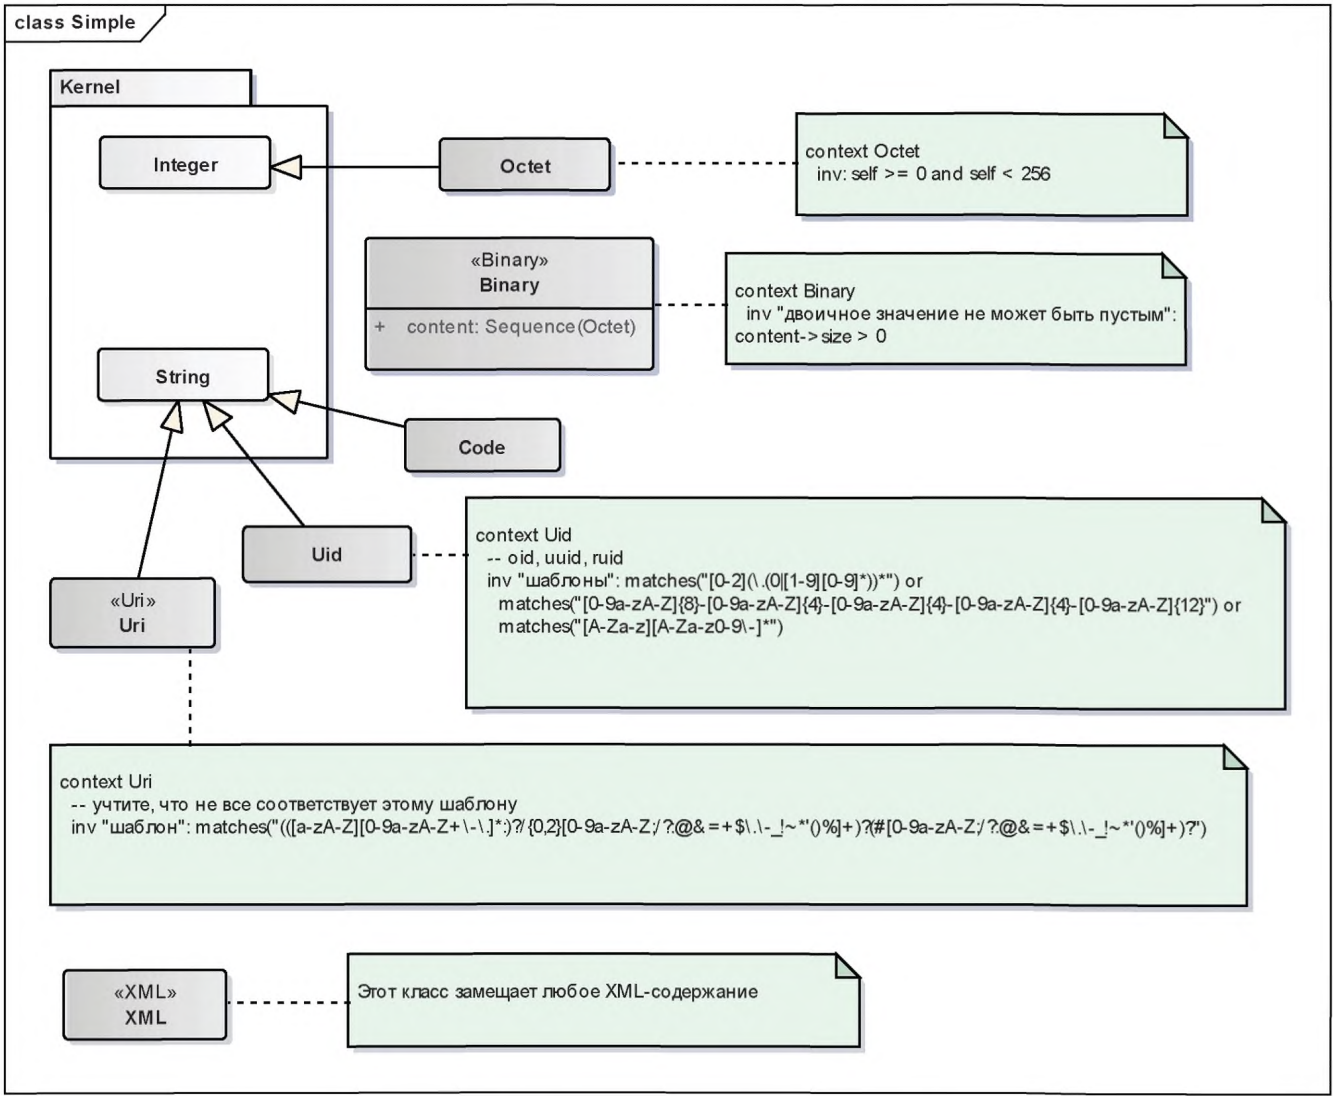 class Simple
Kernel
Integer
Octet
context Octet
inv: self >= 0 and self < 256
«Binary»
Binary
+ content: Sequence(Octet)
context Binary
inv "двоичное значение не может быть пустым":
content->size > 0
String
Code
Uid
context Uid
-- oid, uuid, ruid
inv "шаблоны": matches("[0-2](\.(0|[1-9][0-9]*))*") or
matches("[0-9a-zA-Z]{8}-[0-9a-zA-Z]{4}-[0-9a-zA-Z]{4}-[0-9a-zA-Z]{4}-[0-9a-zA-Z]{12}") or
matches("[A-Za-z][A-Za-z0-9\-]*")
«Uri»
Uri
context Uri
-- учтите, что не все соответствует этому шаблону
inv "шаблон": matches("(([a-zA-Z][0-9a-zA-Z+\-\.]*:)?/{0,2}[0-9a-zA-Z;/?:@&=+$\.\-_!~*'()%]+)?(#[0-9a-zA-Z;/?:@&=+$\.\-_!~*'()%]+)?")
«XML»
XML
Этот класс замещает любое XML-содержание